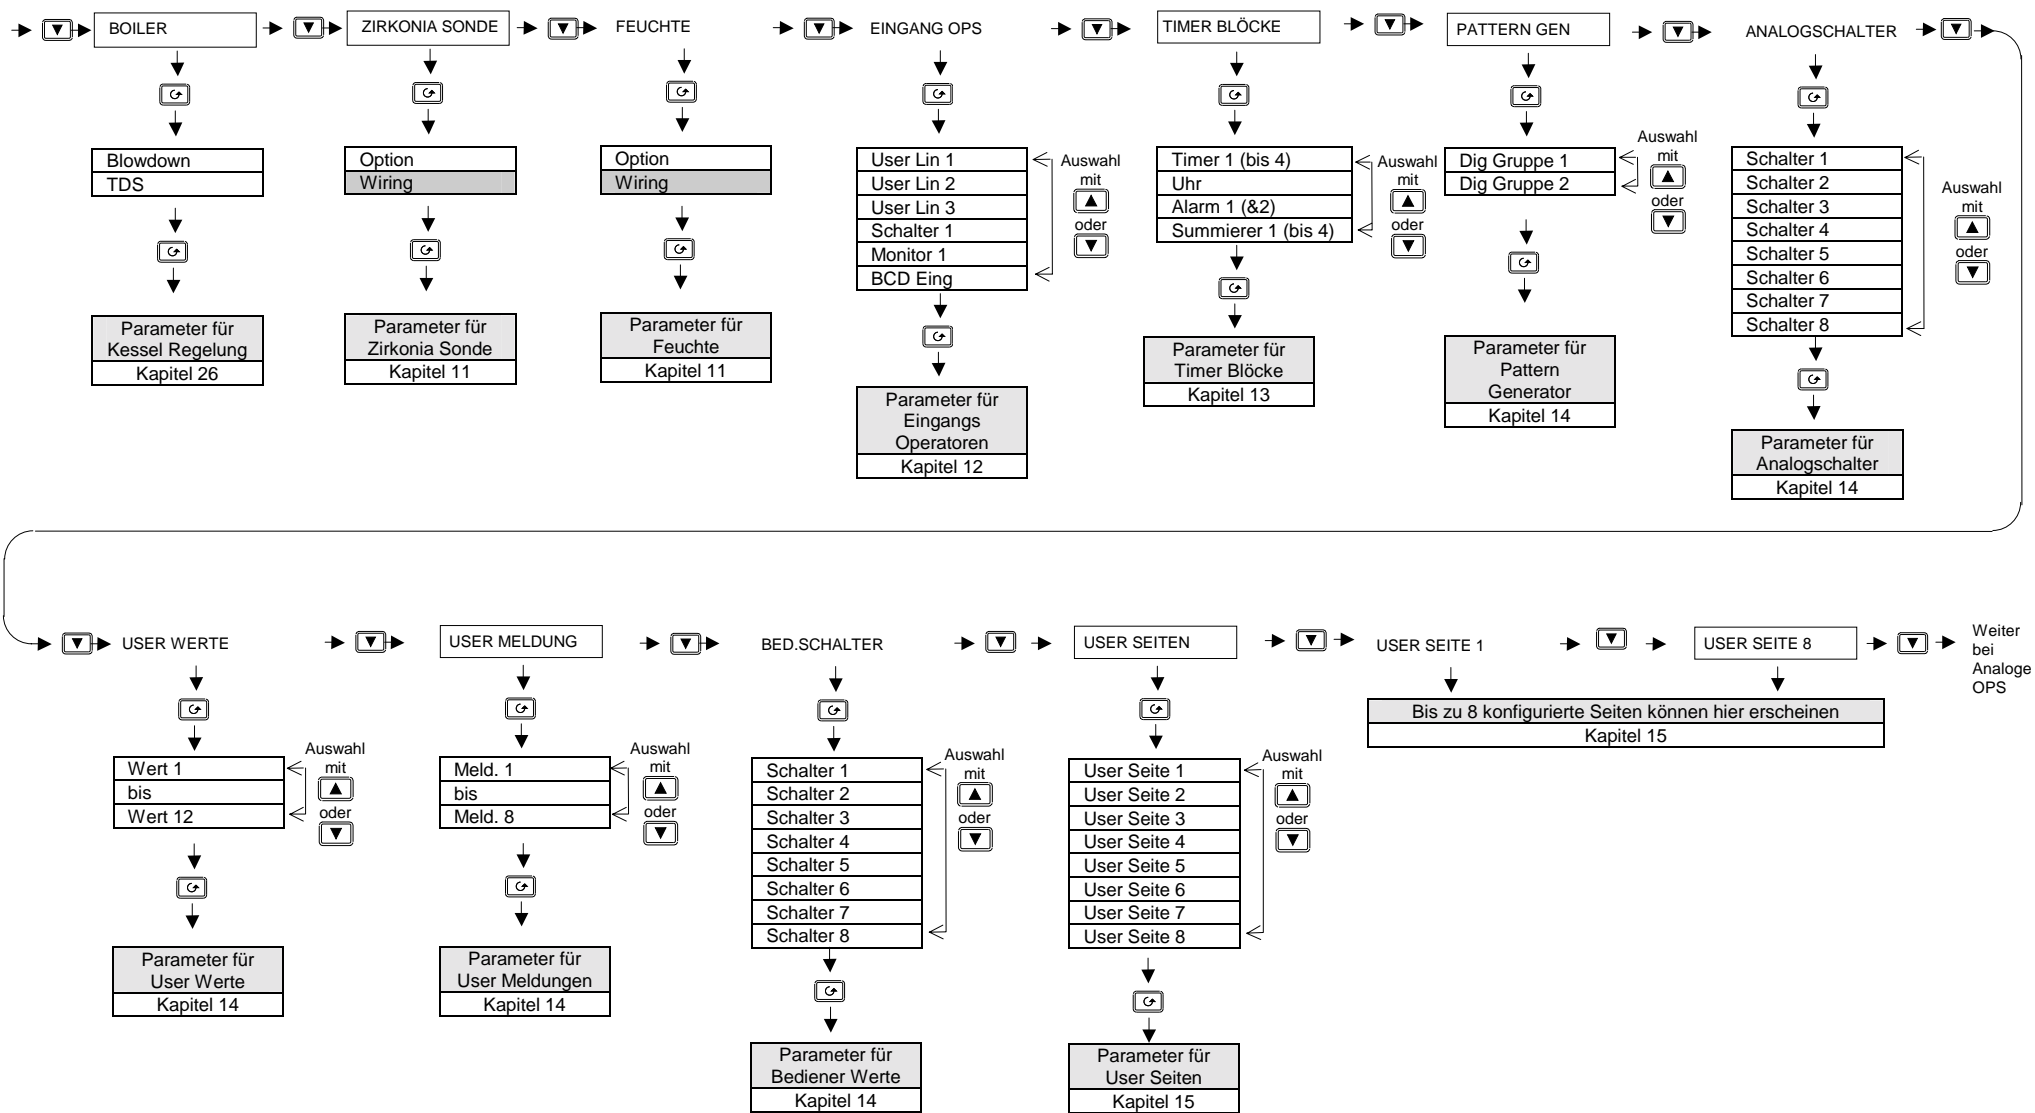 BOILER
ZIRKONIA SONDE
FEUCHTE
EINGANG OPS
TIMER BLÖCKE
PATTERN GEN
ANALOGSCHALTER
Blowdown
TDS
Parameter für
Kessel Regelung
Kapitel 26
Option
Wiring
Parameter für
Zirkonia Sonde
Kapitel 11
Option
Wiring
Parameter für
Feuchte
Kapitel 11
User Lin 1
User Lin 2
User Lin 3
Schalter 1
Monitor 1
BCD Eing
Auswahl
mit
oder
Parameter für
Eingangs
Operatoren
Kapitel 12
Timer 1 (bis 4)
Uhr
Alarm 1 (&2)
Summierer 1 (bis 4)
Auswahl
mit
oder
Parameter für
Timer Blöcke
Kapitel 13
Dig Gruppe 1
Dig Gruppe 2
Auswahl
mit
oder
Parameter für
Pattern
Generator
Kapitel 14
Schalter 1
Schalter 2
Schalter 3
Schalter 4
Schalter 5
Schalter 6
Schalter 7
Schalter 8
Auswahl
mit
oder
Parameter für
Analogschalter
Kapitel 14
USER WERTE
USER MELDUNG
BED.SCHALTER
USER SEITEN
USER SEITE 1
USER SEITE 8
Weiter
bei
Analoge
OPS
Wert 1
bis
Wert 12
Auswahl
mit
oder
Parameter für
User Werte
Kapitel 14
Meld. 1
bis
Meld. 8
Auswahl
mit
oder
Parameter für
User Meldungen
Kapitel 14
Schalter 1
Schalter 2
Schalter 3
Schalter 4
Schalter 5
Schalter 6
Schalter 7
Schalter 8
Auswahl
mit
oder
Parameter für
Bediener Werte
Kapitel 14
User Seite 1
User Seite 2
User Seite 3
User Seite 4
User Seite 5
User Seite 6
User Seite 7
User Seite 8
Auswahl
mit
oder
Parameter für
User Seiten
Kapitel 15
Bis zu 8 konfigurierte Seiten können hier erscheinen
Kapitel 15